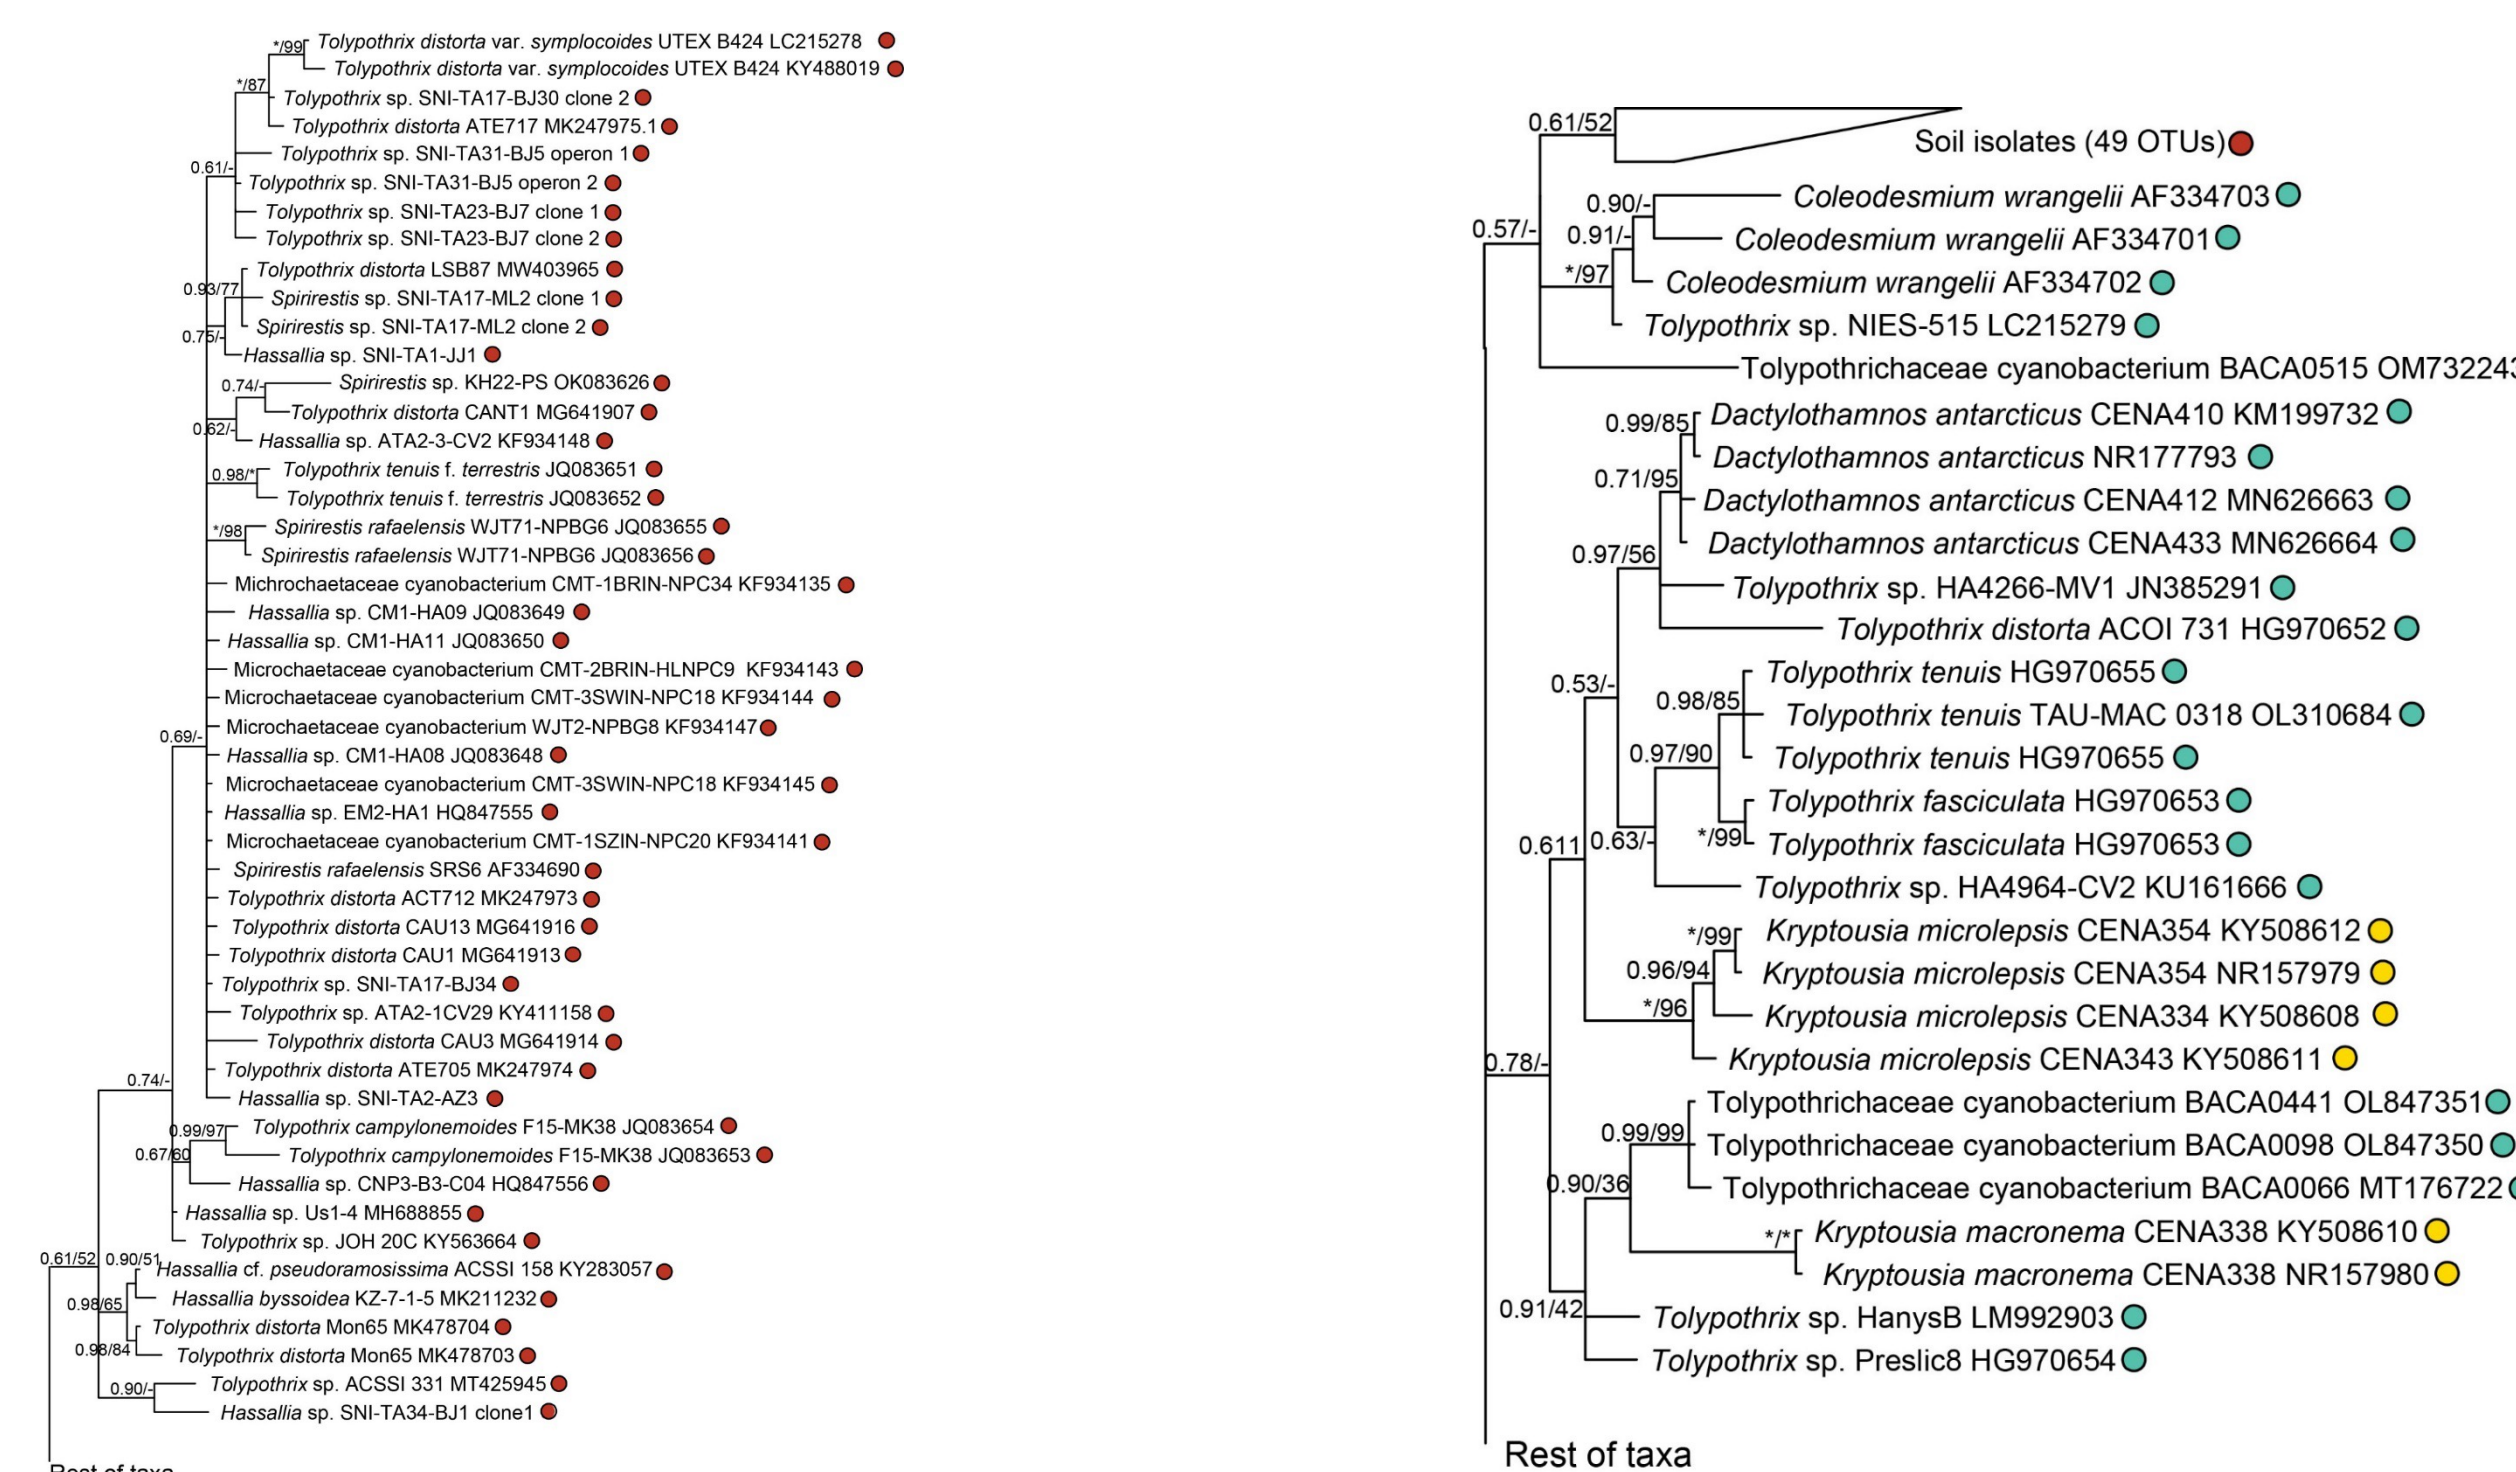 */99
Tolypothrix distorta var. symplocoides UTEX B424 LC215278
Tolypothrix distorta var. symplocoides UTEX B424 KY488019
*/87
Tolypothrix sp. SNI-TA17-BJ30 clone 2
Tolypothrix distorta ATE717 MK247975.1
Tolypothrix sp. SNI-TA31-BJ5 operon 1
0.61/-
Tolypothrix sp. SNI-TA31-BJ5 operon 2
Tolypothrix sp. SNI-TA23-BJ7 clone 1
Tolypothrix sp. SNI-TA23-BJ7 clone 2
Tolypothrix distorta LSB87 MW403965
0.93/77
Spirirestis sp. SNI-TA17-ML2 clone 1
Spirirestis sp. SNI-TA17-ML2 clone 2
0.75/-
Hassallia sp. SNI-TA1-JJ1
0.74/-
Spirirestis sp. KH22-PS OK083626
Tolypothrix distorta CANT1 MG641907
0.62/-
Hassallia sp. ATA2-3-CV2 KF934148
0.98/*
Tolypothrix tenuis f. terrestris JQ083651
Tolypothrix tenuis f. terrestris JQ083652
*/98
Spirirestis rafaelensis WJT71-NPBG6 JQ083655
Spirirestis rafaelensis WJT71-NPBG6 JQ083656
Michrochaetaceae cyanobacterium CMT-1BRIN-NPC34 KF934135
Hassallia sp. CM1-HA09 JQ083649
Hassallia sp. CM1-HA11 JQ083650
Microchaetaceae cyanobacterium CMT-2BRIN-HLNPC9 KF934143
Microchaetaceae cyanobacterium CMT-3SWIN-NPC18 KF934144
Microchaetaceae cyanobacterium WJT2-NPBG8 KF934147
0.69/-
Hassallia sp. CM1-HA08 JQ083648
Microchaetaceae cyanobacterium CMT-3SWIN-NPC18 KF934145
Hassallia sp. EM2-HA1 HQ847555
Microchaetaceae cyanobacterium CMT-1SZIN-NPC20 KF934141
Spirirestis rafaelensis SRS6 AF334690
Tolypothrix distorta ACT712 MK247973
Tolypothrix distorta CAU13 MG641916
Tolypothrix distorta CAU1 MG641913
Tolypothrix sp. SNI-TA17-BJ34
Tolypothrix sp. ATA2-1CV29 KY411158
Tolypothrix distorta CAU3 MG641914
Tolypothrix distorta ATE705 MK247974
0.74/-
Hassallia sp. SNI-TA2-AZ3
0.99/97
Tolypothrix campylonemoides F15-MK38 JQ083654
0.67/60
Tolypothrix campylonemoides F15-MK38 JQ083653
Hassallia sp. CNP3-B3-C04 HQ847556
Hassallia sp. Us1-4 MH688855
Tolypothrix sp. JOH 20C KY563664
0.61/52
0.90/51
Hassallia cf. pseudoramosissima ACSSI 158 KY283057
0.98/65
Hassallia byssoidea KZ-7-1-5 MK211232
Tolypothrix distorta Mon65 MK478704
0.98/84
Tolypothrix distorta Mon65 MK478703
0.90/-
Tolypothrix sp. ACSSI 331 MT425945
Hassallia sp. SNI-TA34-BJ1 clone1
Rest of taxa
0.61/52
Soil isolates (49 OTUs)
0.90/-
Coleodesmium wrangelii AF334703
0.57/-
0.91/-
Coleodesmium wrangelii AF334701
*/97
Coleodesmium wrangelii AF334702
Tolypothrix sp. NIES-515 LC215279
Tolypothrichaceae cyanobacterium BACA0515 OM732243
0.99/85
Dactylothamnos antarcticus CENA410 KM199732
Dactylothamnos antarcticus NR177793
0.71/95
Dactylothamnos antarcticus CENA412 MN626663
0.97/56
Dactylothamnos antarcticus CENA433 MN626664
Tolypothrix sp. HA4266-MV1 JN385291
Tolypothrix distorta ACOI 731 HG970652
0.53/-
Tolypothrix tenuis HG970655
0.98/85
Tolypothrix tenuis TAU-MAC 0318 OL310684
0.97/90
Tolypothrix tenuis HG970655
Tolypothrix fasciculata HG970653
0.611
0.63/-
*/99
Tolypothrix fasciculata HG970653
Tolypothrix sp. HA4964-CV2 KU161666
*/99
Kryptousia microlepsis CENA354 KY508612
0.96/94
Kryptousia microlepsis CENA354 NR157979
*/96
Kryptousia microlepsis CENA334 KY508608
0.78/-
Kryptousia microlepsis CENA343 KY508611
Tolypothrichaceae cyanobacterium BACA0441 OL847351
0.99/99
Tolypothrichaceae cyanobacterium BACA0098 OL847350
0.90/36
Tolypothrichaceae cyanobacterium BACA0066 MT176722
*/*
Kryptousia macronema CENA338 KY508610
Kryptousia macronema CENA338 NR157980
0.91/42
Tolypothrix sp. HanysB LM992903
Tolypothrix sp. Preslic8 HG970654
Rest of taxa